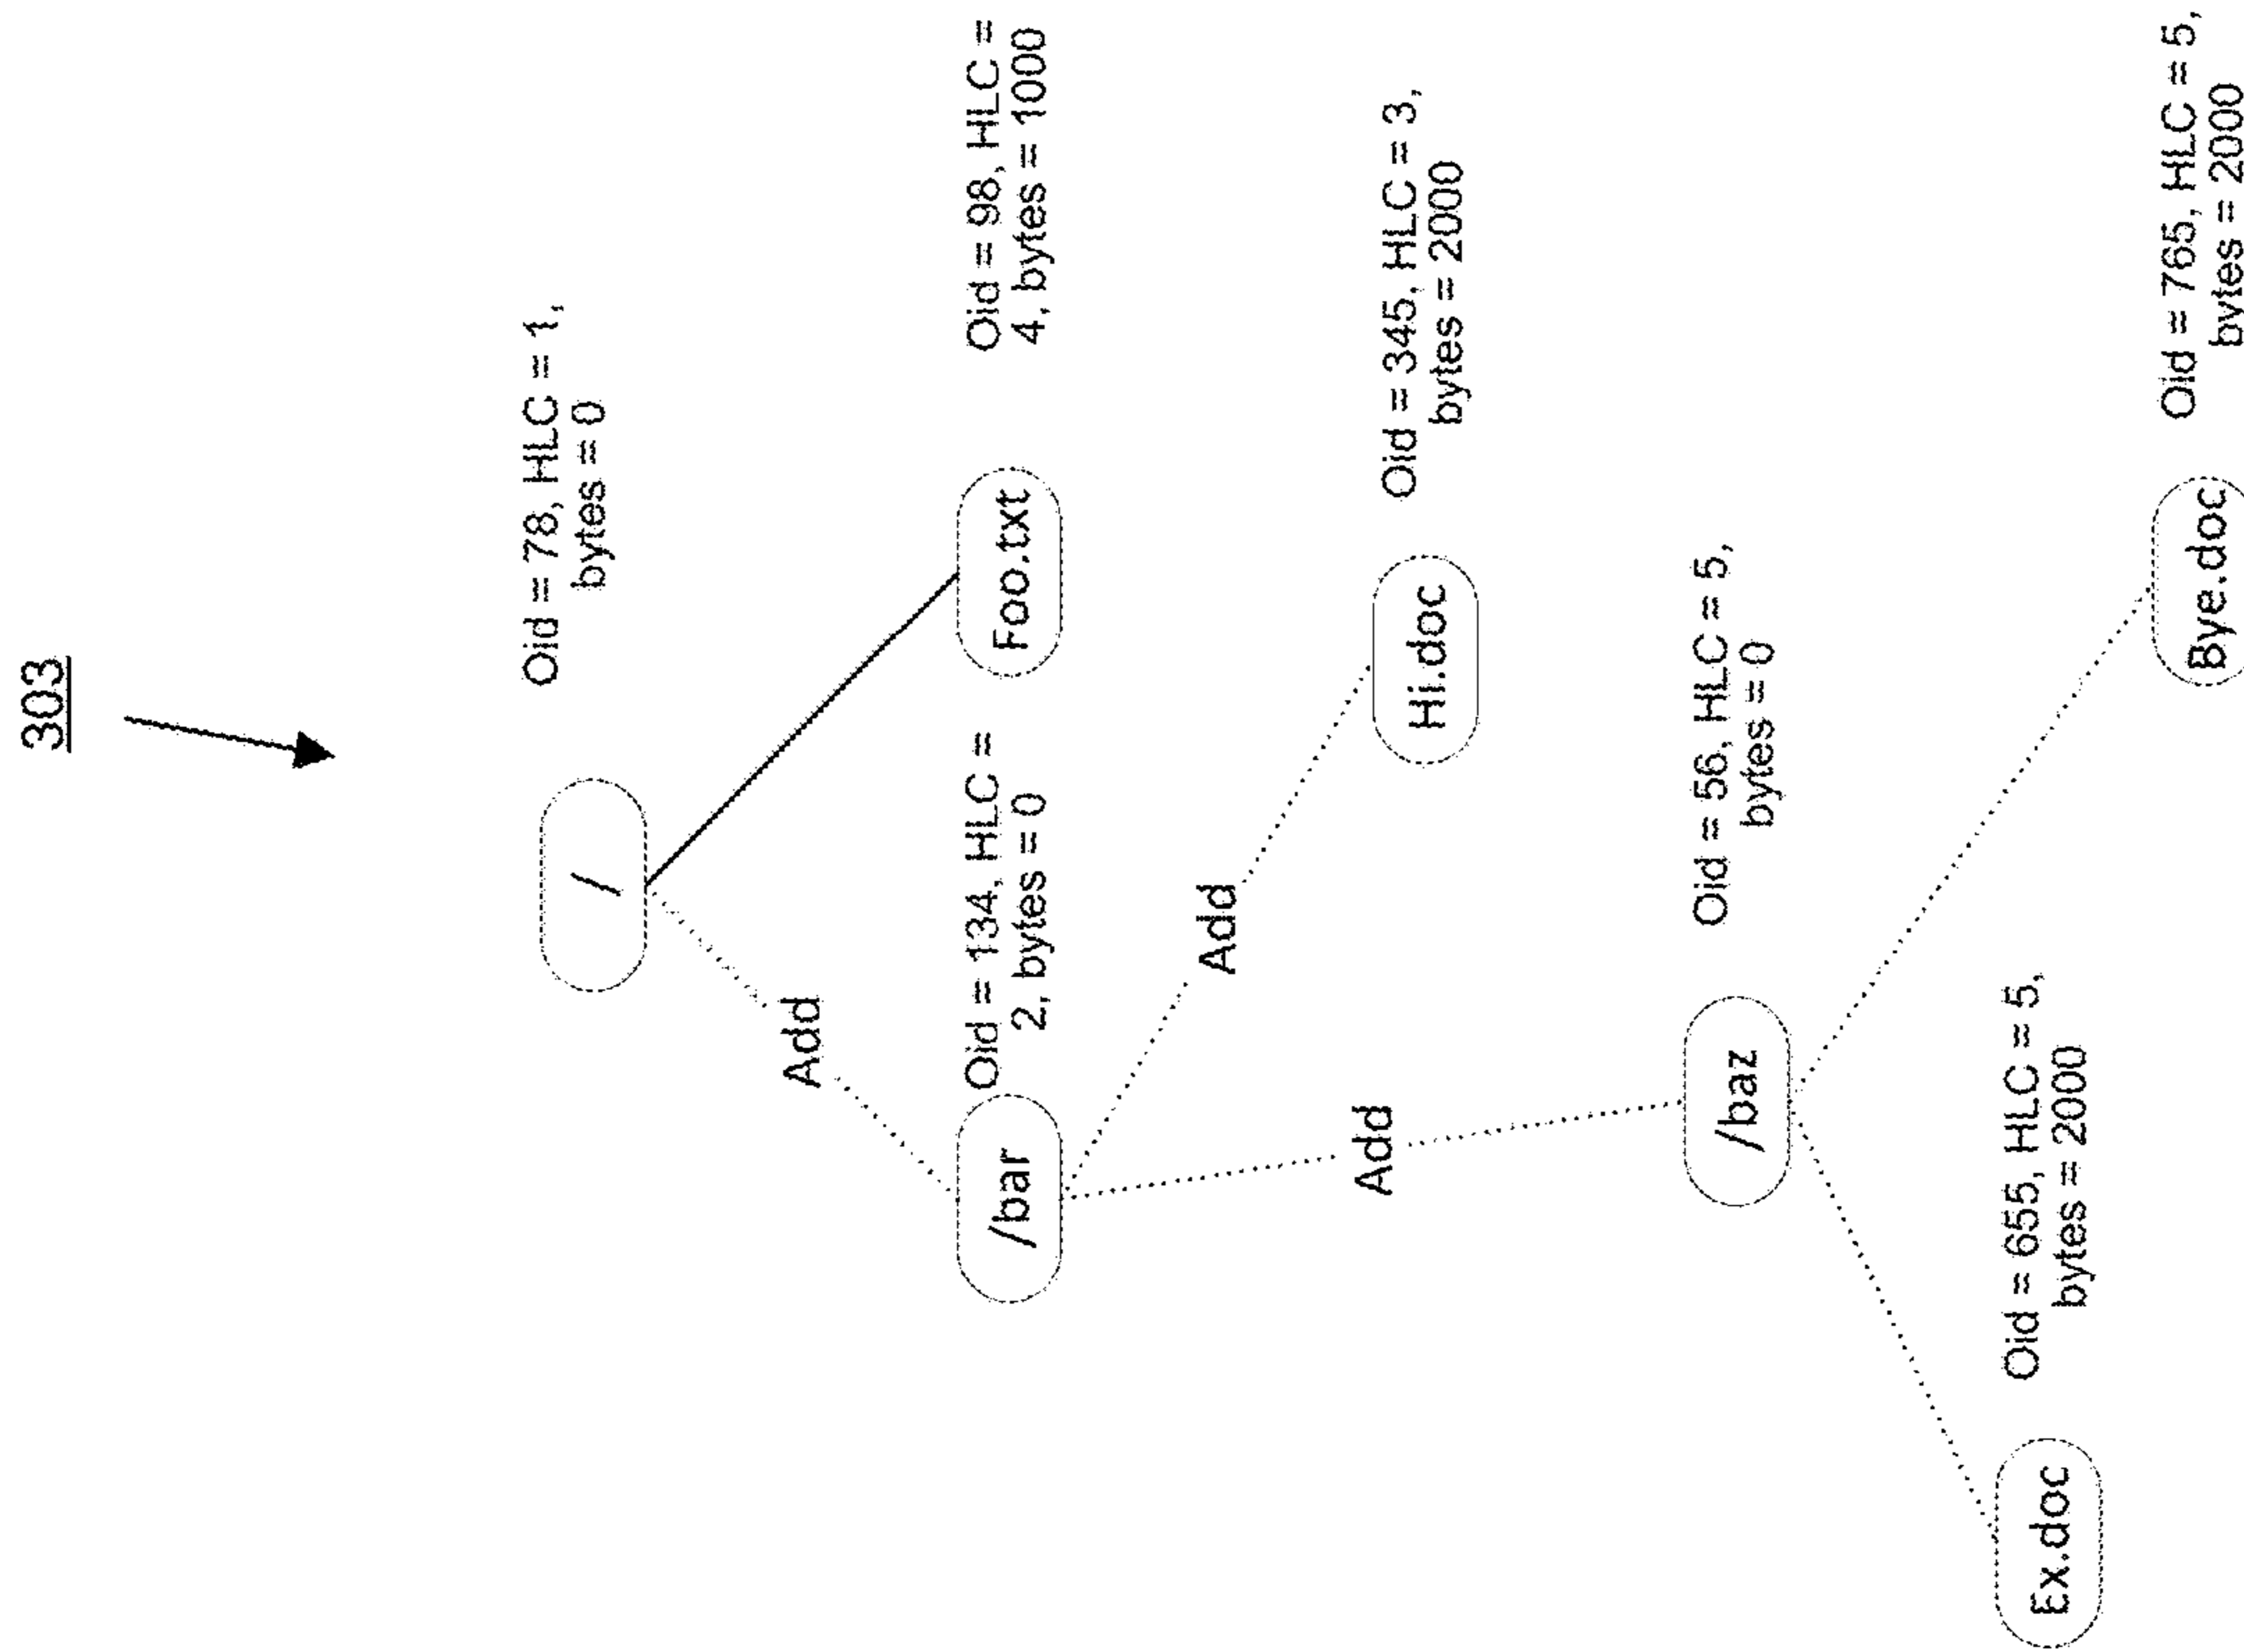 303
/
Oid = 78, HLC = 1,
bytes = 0
Add
/bar
Oid = 134, HLC =
2, bytes = 0
Foo.txt
Oid = 98, HLC =
4, bytes = 1000
Add
Hi.doc
Oid = 345, HLC = 3,
bytes = 2000
Add
/baz
Oid = 56, HLC = 5,
bytes = 0
Ex.doc
Oid = 655, HLC = 5,
bytes = 2000
Bye.doc
Oid = 765, HLC = 5,
bytes = 2000